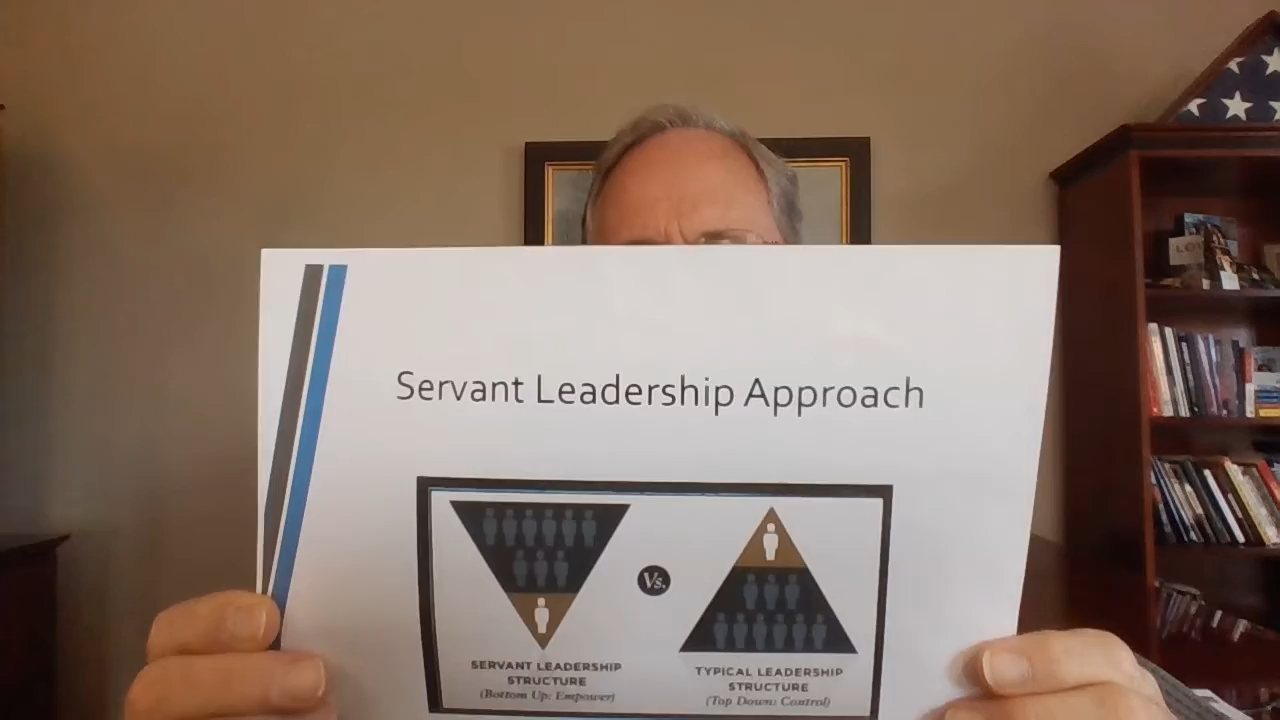 Servant Leadership Approach
Vs.
SERVANT LEADERSHIP
STRUCTURE
(Bottom Up: Empower)
TYPICAL LEADERSHIP
STRUCTURE
(Top Down: Control)